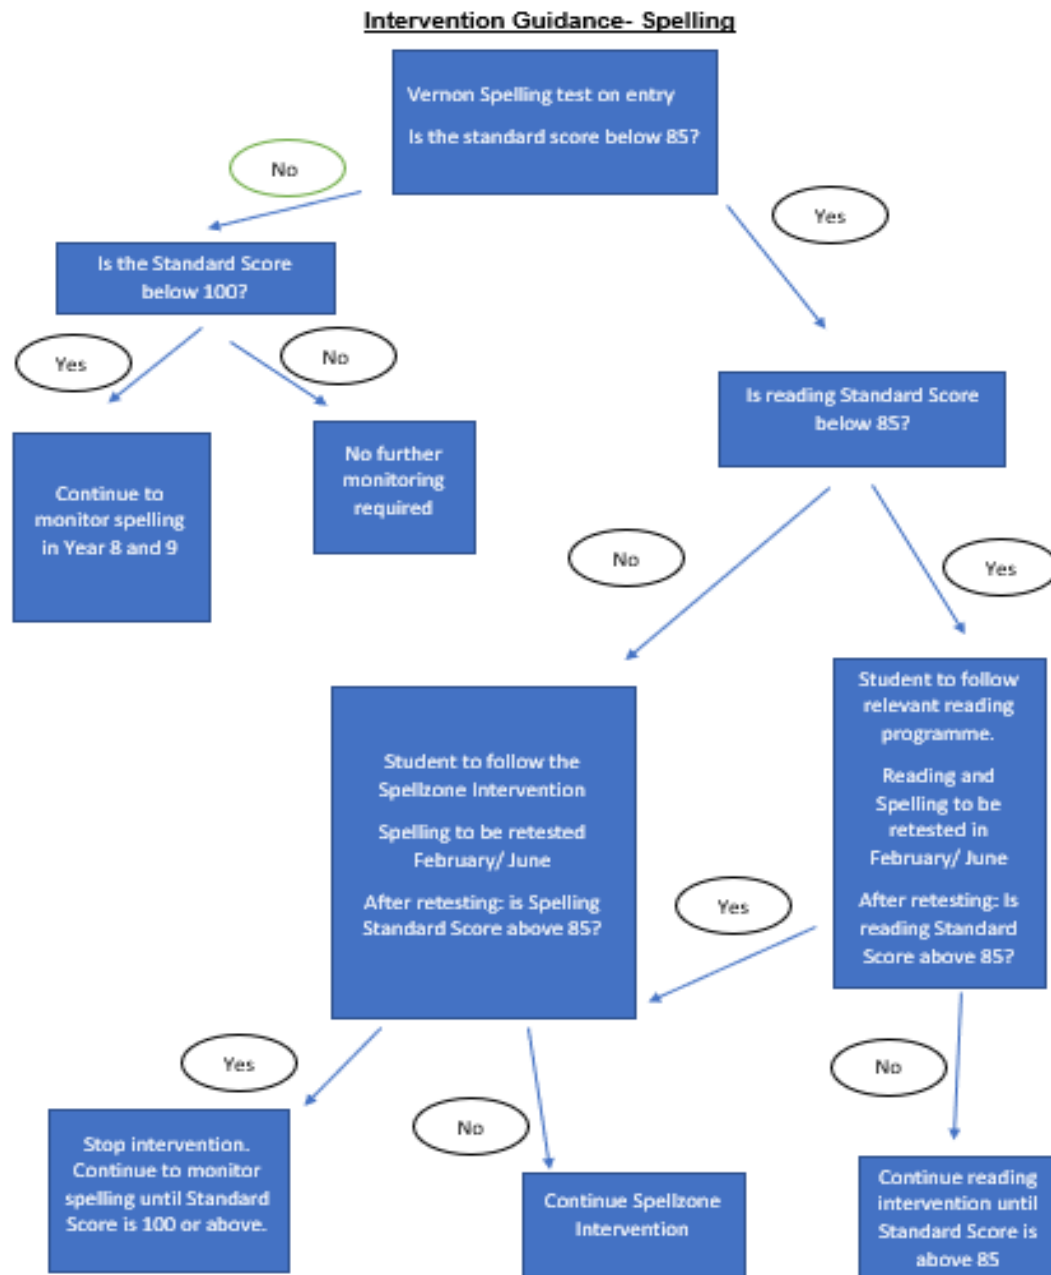 Intervention Guidance- Spelling
Vernon Spelling test on entry
Is the standard score below 85?
No
Yes
Is the Standard Score
below 100?
Yes
No
Is reading Standard Score
below 85?
Continue to
monitor spelling
in Year 8 and 9
No further
monitoring
required
No
Yes
Student to follow the
Spellzone Intervention
Spelling to be retested
February/ June
After retesting: is Spelling
Standard Score above 85?
Student to follow
relevant reading
programme.
Reading and
Spelling to be
retested in
February/ June
After retesting: Is
reading Standard
Score above 85?
Yes
Yes
No
No
Stop intervention.
Continue to monitor
spelling until Standard
Score is 100 or above.
Continue Spellzone
Intervention
Continue reading
intervention until
Standard Score is
above 85